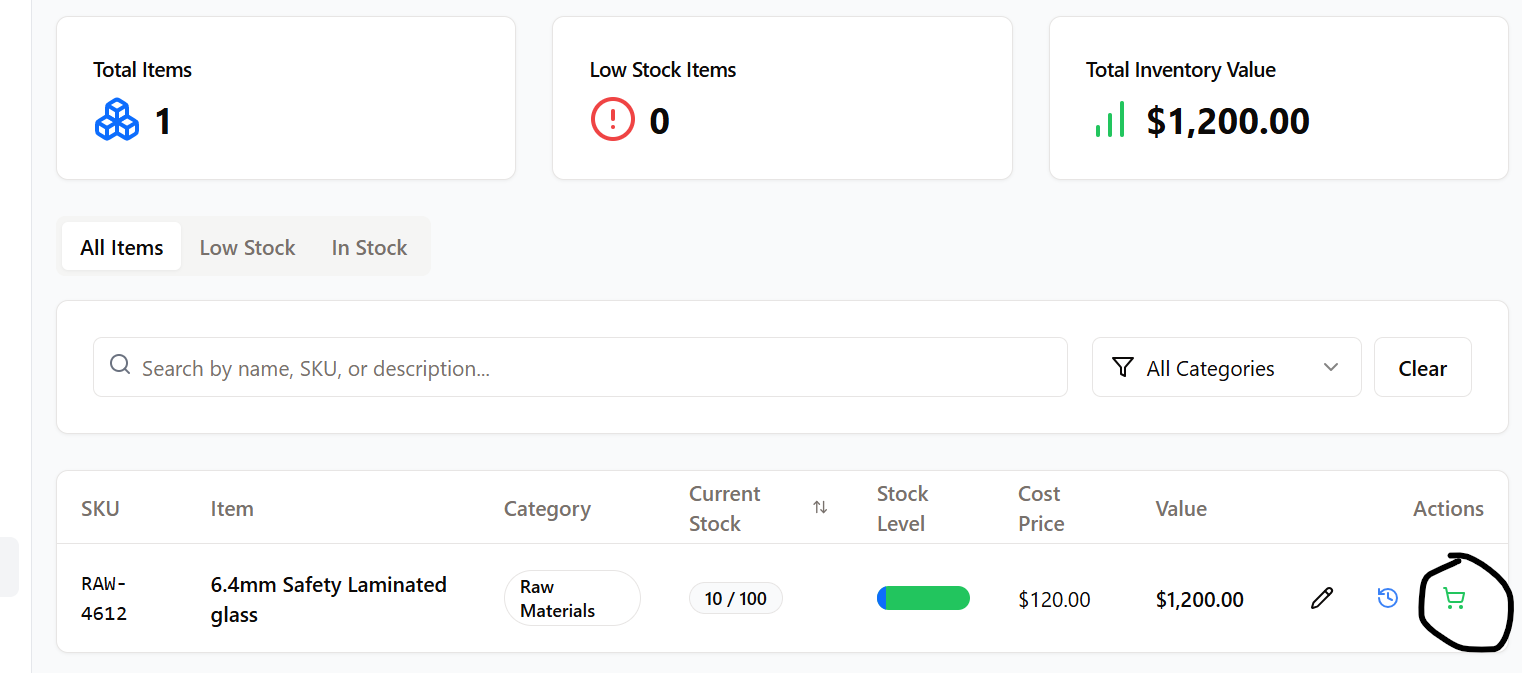 Total Items
1
Low Stock Items
0
Total Inventory Value
$1,200.00
All Items
Low Stock
In Stock
Search by name, SKU, or description...
All Categories
Clear
SKU
Item
Category
Current
Stock
Stock
Level
Cost
Price
Value
Actions
RAW-
4612
6.4mm Safety Laminated
glass
Raw
Materials
10 / 100
$120.00
$1,200.00